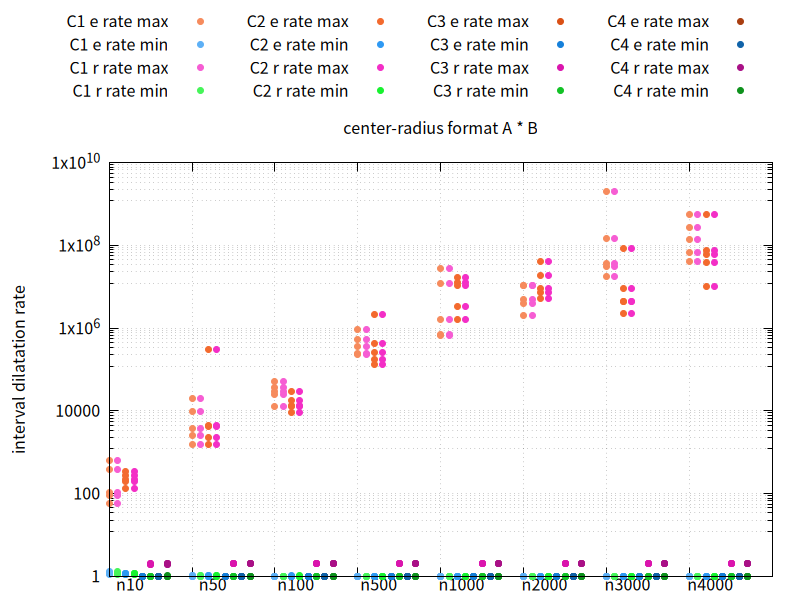 C1 e rate max C2 e rate max C3 e rate max C4 e rate max
C1 e rate min C2 e rate min C3 e rate min C4 e rate min
C1 r rate max C2 r rate max C3 r rate max C4 r rate max
C1 r rate min C2 r rate min C3 r rate min C4 r rate min
center-radius format A * B
interval dilatation rate
1x10^10
1x10^8
1x10^6
10000
100
1
n10 n50 n100 n500 n1000 n2000 n3000 n4000